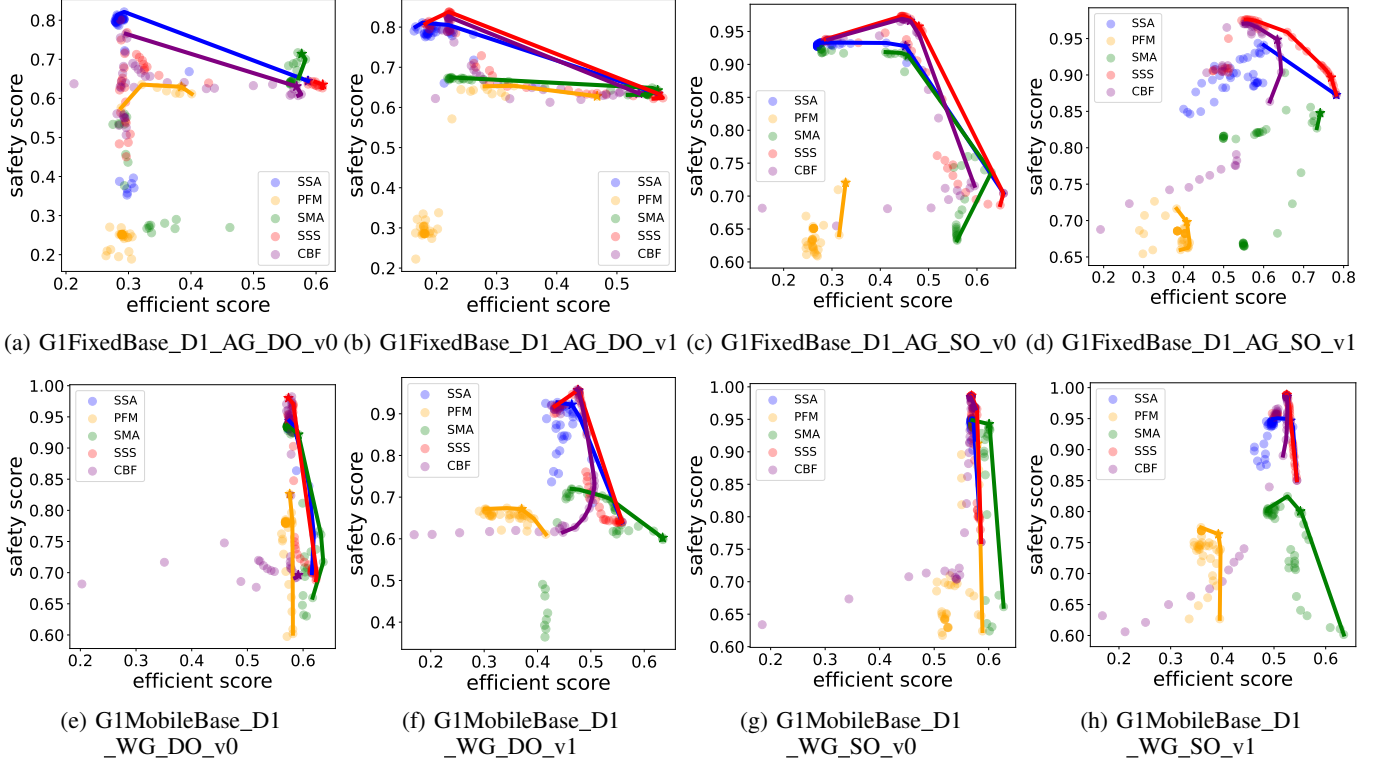 0.8
0.7
0.6
0.5
0.4
0.3
0.2
safety score
SSA
PFM
SMA
SSS
CBF
0.2 0.3 0.4 0.5 0.6
efficient score
(a) G1FixedBase_D1_AG_DO_v0
0.8
0.7
0.6
0.5
0.4
0.3
0.2
safety score
SSA
PFM
SMA
SSS
CBF
0.2 0.3 0.4 0.5
efficient score
(b) G1FixedBase_D1_AG_DO_v1
0.95
0.90
0.85
0.80
0.75
0.70
0.65
0.60
safety score
SSA
PFM
SMA
SSS
CBF
0.2 0.3 0.4 0.5 0.6
efficient score
(c) G1FixedBase_D1_AG_SO_v0
0.95
0.90
0.85
0.80
0.75
0.70
0.65
safety score
SSA
PFM
SMA
SSS
CBF
0.2 0.3 0.4 0.5 0.6 0.7 0.8
efficient score
(d) G1FixedBase_D1_AG_SO_v1
1.00
0.95
0.90
0.85
0.80
0.75
0.70
0.65
0.60
safety score
SSA
PFM
SMA
SSS
CBF
0.2 0.3 0.4 0.5 0.6
efficient score
(e) G1MobileBase_D1
_WG_DO_v0
0.9
0.8
0.7
0.6
0.5
0.4
safety score
SSA
PFM
SMA
SSS
CBF
0.2 0.3 0.4 0.5 0.6
efficient score
(f) G1MobileBase_D1
_WG_DO_v1
1.00
0.95
0.90
0.85
0.80
0.75
0.70
0.65
0.60
safety score
SSA
PFM
SMA
SSS
CBF
0.2 0.3 0.4 0.5 0.6
efficient score
(g) G1MobileBase_D1
_WG_SO_v0
1.00
0.95
0.90
0.85
0.80
0.75
0.70
0.65
0.60
safety score
SSA
PFM
SMA
SSS
CBF
0.2 0.3 0.4 0.5 0.6
efficient score
(h) G1MobileBase_D1
_WG_SO_v1